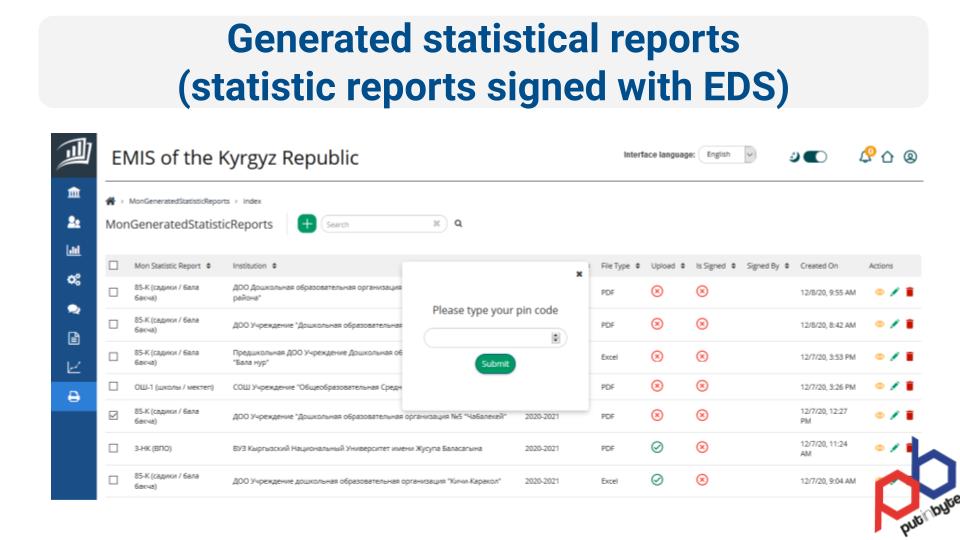 Generated statistical reports
(statistic reports signed with EDS)
EMIS of the Kyrgyz Republic
Interface language: English
MonGeneratedStatisticReports > index
MonGeneratedStatisticReports Search
Mon Statistic Report Institution File Type Upload Is Signed Signed By Created On Actions
85-К (садики / бала бакча) ДОО Дошкольная образовательная организация района" PDF 12/8/20, 9:55 AM
85-К (садики / бала бакча) ДОО Учреждение "Дошкольная образовательная PDF 12/8/20, 8:42 AM
85-К (садики / бала бакча) Предшкольная ДОО Учреждение Дошкольная об "Бала нур" Excel 12/7/20, 3:53 PM
ОШ-1 (школы / мектеп) СОШ Учреждение "Общеобразовательная Средн PDF 12/7/20, 3:26 PM
85-К (садики / бала бакча) ДОО Учреждение "Дошкольная образовательная организация №5 "Чабалекей" 2020-2021 PDF 12/7/20, 12:27 PM
3-НК (ВПО) ВУЗ Кыргызский Национальный Университет имени Жусупа Баласагына 2020-2021 PDF 12/7/20, 11:24 AM
85-К (садики / бала бакча) ДОО Учреждение дошкольная образовательная организация "Кичи-Каракол" 2020-2021 Excel 12/7/20, 9:04 AM
Please type your pin code
Submit
putinbyte